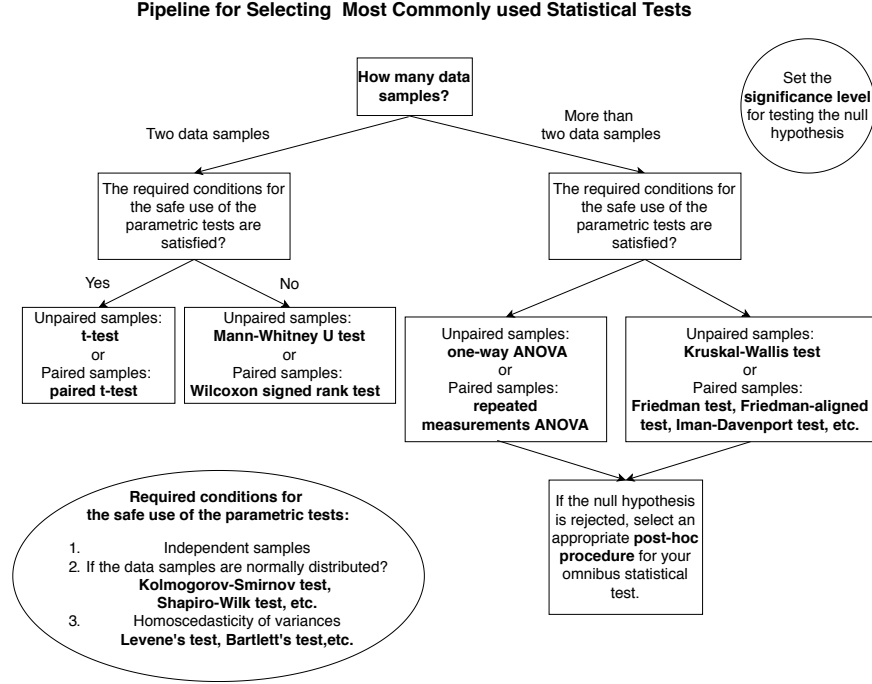 Pipeline for Selecting Most Commonly used Statistical Tests
How many data
samples?
Set the
significance level
for testing the null
hypothesis
Two data samples
More than
two data samples
The required conditions for
the safe use of the
parametric tests are
satisfied?
The required conditions for
the safe use of the
parametric tests are
satisfied?
Yes
No
Unpaired samples:
t-test
or
Paired samples:
paired t-test
Unpaired samples:
Mann-Whitney U test
or
Paired samples:
Wilcoxon signed rank test
Unpaired samples:
one-way ANOVA
or
Paired samples:
repeated
measurements ANOVA
Unpaired samples:
Kruskal-Wallis test
or
Paired samples:
Friedman test, Friedman-aligned
test, Iman-Davenport test, etc.
Required conditions for
the safe use of the parametric tests:
1. Independent samples
2. If the data samples are normally distributed?
Kolmogorov-Smirnov test,
Shapiro-Wilk test, etc.
3. Homoscedasticity of variances
Levene's test, Bartlett's test,etc.
If the null hypothesis
is rejected, select an
appropriate post-hoc
procedure for your
omnibus statistical
test.